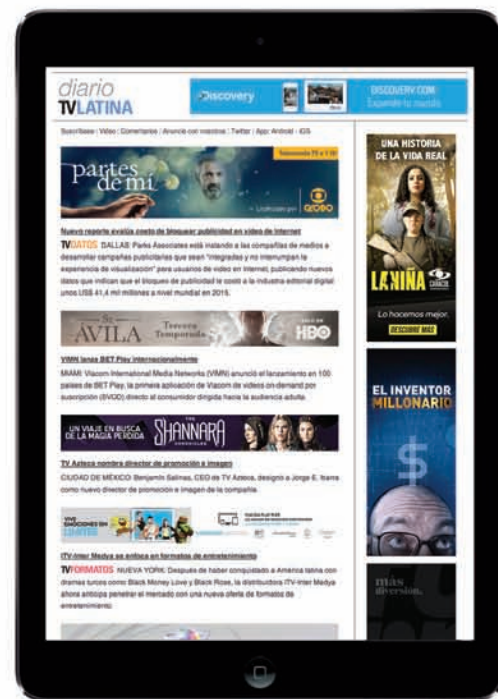 diario
TVLATINA
Discovery
DISCOVERY.COM
Suscríbase | Video | Comentarios | Anuncie con nosotros | Twitter | App: Android - iOS
partes
de mí
GLOBO
Nuevo reporte evalúa costo de bloquear publicidad en video de internet
TVDATOS DALLAS: Parks Associates está instando a las compañías de medios a
desarrollar campañas publicitarias que sean "integradas y no interrumpan la
experiencia de visualización" para usuarios de video en internet, publicando nuevos
datos que indican que el bloqueo de publicidad le costó a la industria editorial digital
unos US$ 41,4 mil millones a nivel mundial en 2015.
Sr.
ÁVILA
Tercera
Temporada
SOLO EN
HBO
VIMN lanza BET Play internacionalmente
MIAMI: Viacom International Media Networks (VIMN) anunció el lanzamiento en 100
países de BET Play, la primera aplicación de Viacom de videos on-demand por
suscripción (SVOD) directo al consumidor dirigida hacia la audiencia adulta.
UN VIAJE EN BUSCA
DE LA MAGIA PERDIDA
THE
SHANNARA
CHRONICLES
TV Azteca nombra director de promoción e imagen
CIUDAD DE MÉXICO: Benjamín Salinas, CEO de TV Azteca, designó a Jorge E. Ibarra
como nuevo director de promoción e imagen de la compañía.
VIVE
EMOCIONES SIN
LÍMITES
ITV-Inter Medya se enfoca en formatos de entretenimiento
TVFORMATOS NUEVA YORK: Después de haber conquistado a América latina con
dramas turcos como Black Money Love y Black Rose, la distribuidora ITV-Inter Medya
ahora anticipa penetrar el mercado con una nueva oferta de formatos de
entretenimiento.
UNA HISTORIA
DE LA VIDA REAL
LA NIÑA
CARACOL
Lo hacemos mejor.
DESCUBRE MÁS
EL INVENTOR
MILLONARIO
$
más
diversión.